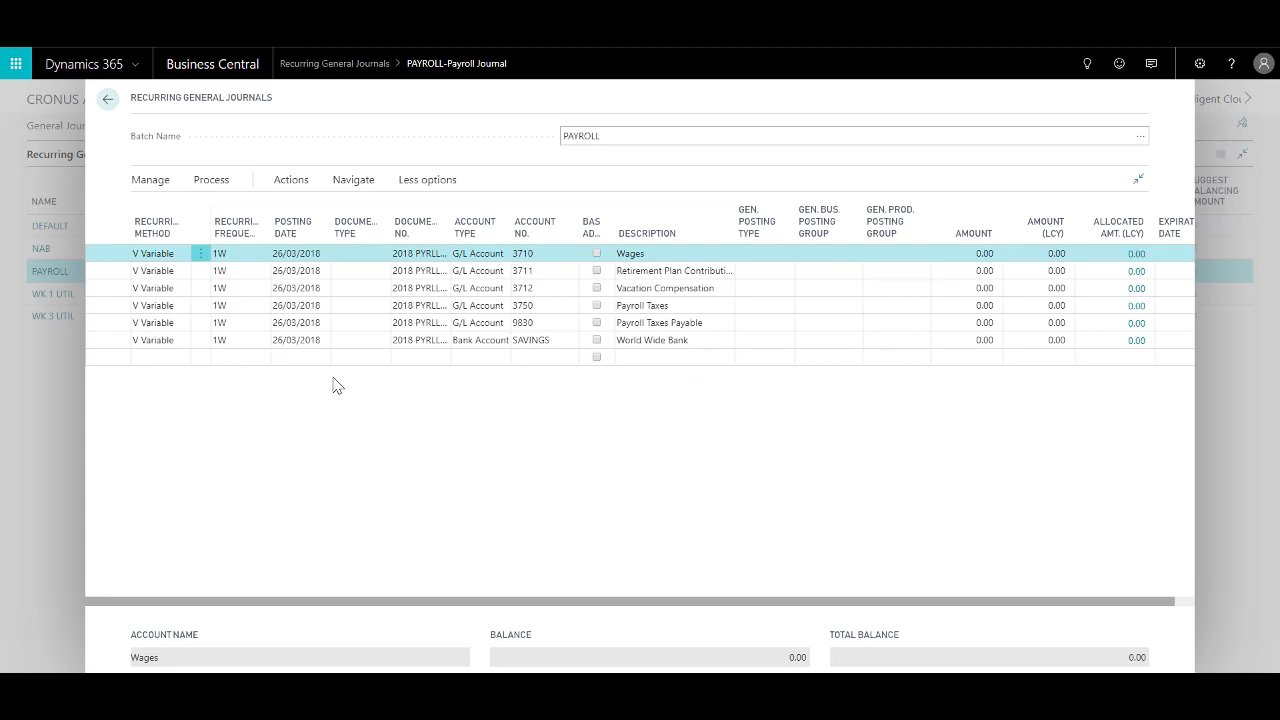 Dynamics 365 Business Central Recurring General Journals > PAYROLL-Payroll Journal ?
CRONUS
General Jour
Recurring G
NAME
DEFAULT
NAB
PAYROLL
WK 1 UTIL
WK 3 UTIL
RECURRING GENERAL JOURNALS
Batch Name PAYROLL ...
Manage Process Actions Navigate Less options
RECURRI... METHOD RECURRI... FREQUE... POSTING DATE DOCUME... TYPE DOCUME... NO. ACCOUNT TYPE ACCOUNT NO. BAS AD... DESCRIPTION GEN. POSTING TYPE GEN. BUS. POSTING GROUP GEN. PROD. POSTING GROUP AMOUNT AMOUNT (LCY) ALLOCATED AMT. (LCY) EXPIRAT DATE
V Variable 1W 26/03/2018 2018 PYRLL... G/L Account 3710 Wages 0.00 0.00 0.00
V Variable 1W 26/03/2018 2018 PYRLL... G/L Account 3711 Retirement Plan Contributi... 0.00 0.00 0.00
V Variable 1W 26/03/2018 2018 PYRLL... G/L Account 3712 Vacation Compensation 0.00 0.00 0.00
V Variable 1W 26/03/2018 2018 PYRLL... G/L Account 3750 Payroll Taxes 0.00 0.00 0.00
V Variable 1W 26/03/2018 2018 PYRLL... G/L Account 9830 Payroll Taxes Payable 0.00 0.00 0.00
V Variable 1W 26/03/2018 2018 PYRLL... Bank Account SAVINGS World Wide Bank 0.00 0.00 0.00
ACCOUNT NAME BALANCE TOTAL BALANCE
Wages 0.00 0.00
ligent Clou
UGGEST
ALANCING
MOUNT